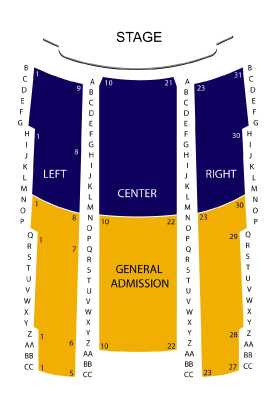 STAGE
B
C
D
E
F
G
H
I
J
K
L
M
N
O
P
Q
R
S
T
U
V
W
X
Y
Z
AA
BB
CC
1
9
1
8
LEFT
1
8
1
7
1
6
1
5
A
B
C
D
E
F
G
H
I
J
K
L
M
N
O
P
Q
R
S
T
U
V
W
X
Y
Z
AA
BB
CC
10 21
CENTER
10 22
GENERAL
ADMISSION
10 22
A
B
C
D
E
F
G
H
I
J
K
L
M
N
O
P
Q
R
S
T
U
V
W
X
Y
Z
AA
BB
CC
31
23
30
RIGHT
30
23
29
28
23 27
B
C
D
E
F
G
H
I
J
K
L
M
N
O
P
Q
R
S
T
U
V
W
X
Y
Z
AA
BB
CC